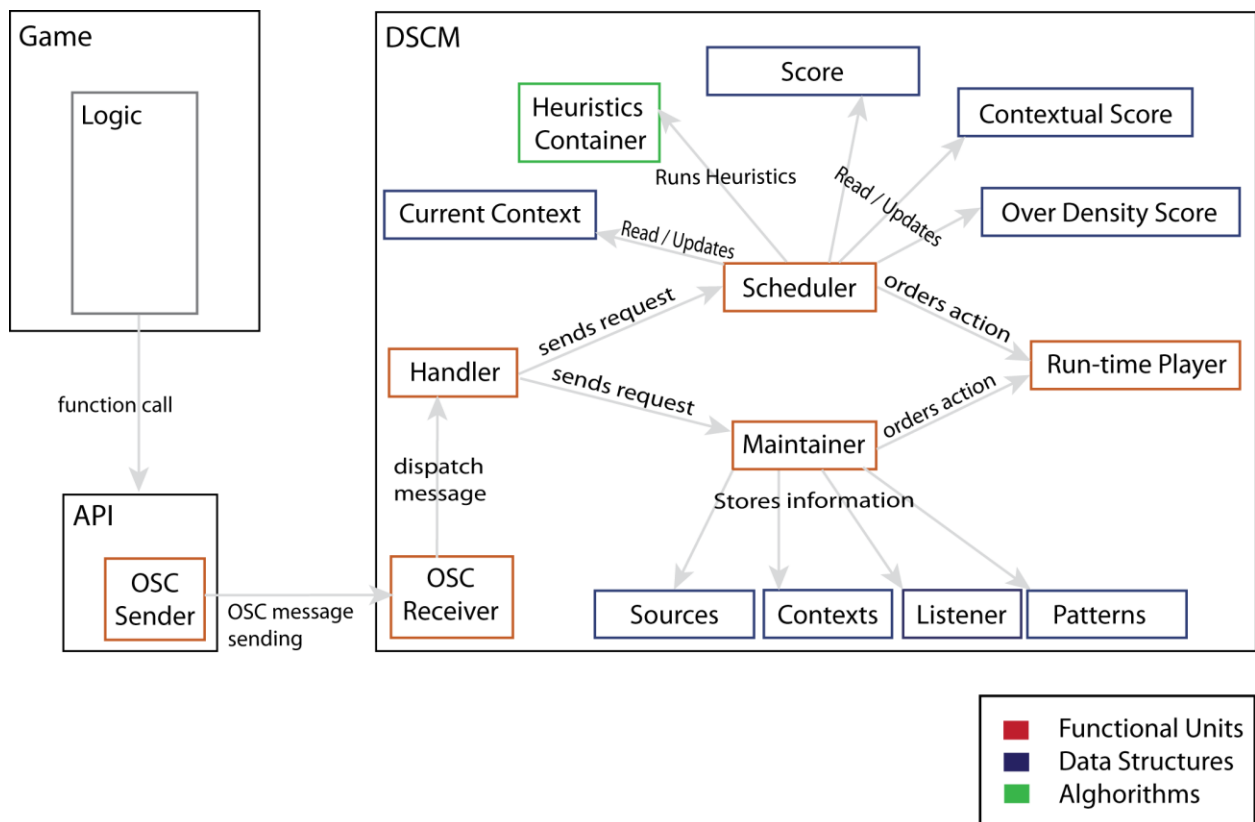 Game
Logic
function call
API
OSC
Sender
OSC message
sending
DSCM
Score
Heuristics
Container
Contextual Score
Runs Heuristics
Read / Updates
Current Context
Read / Updates
Over Density Score
Scheduler
sends request
orders action
Handler
Run-time Player
sends request
orders action
Maintainer
dispatch
message
Stores information
OSC
Receiver
Sources
Contexts
Listener
Patterns
Functional Units
Data Structures
Alghorithms